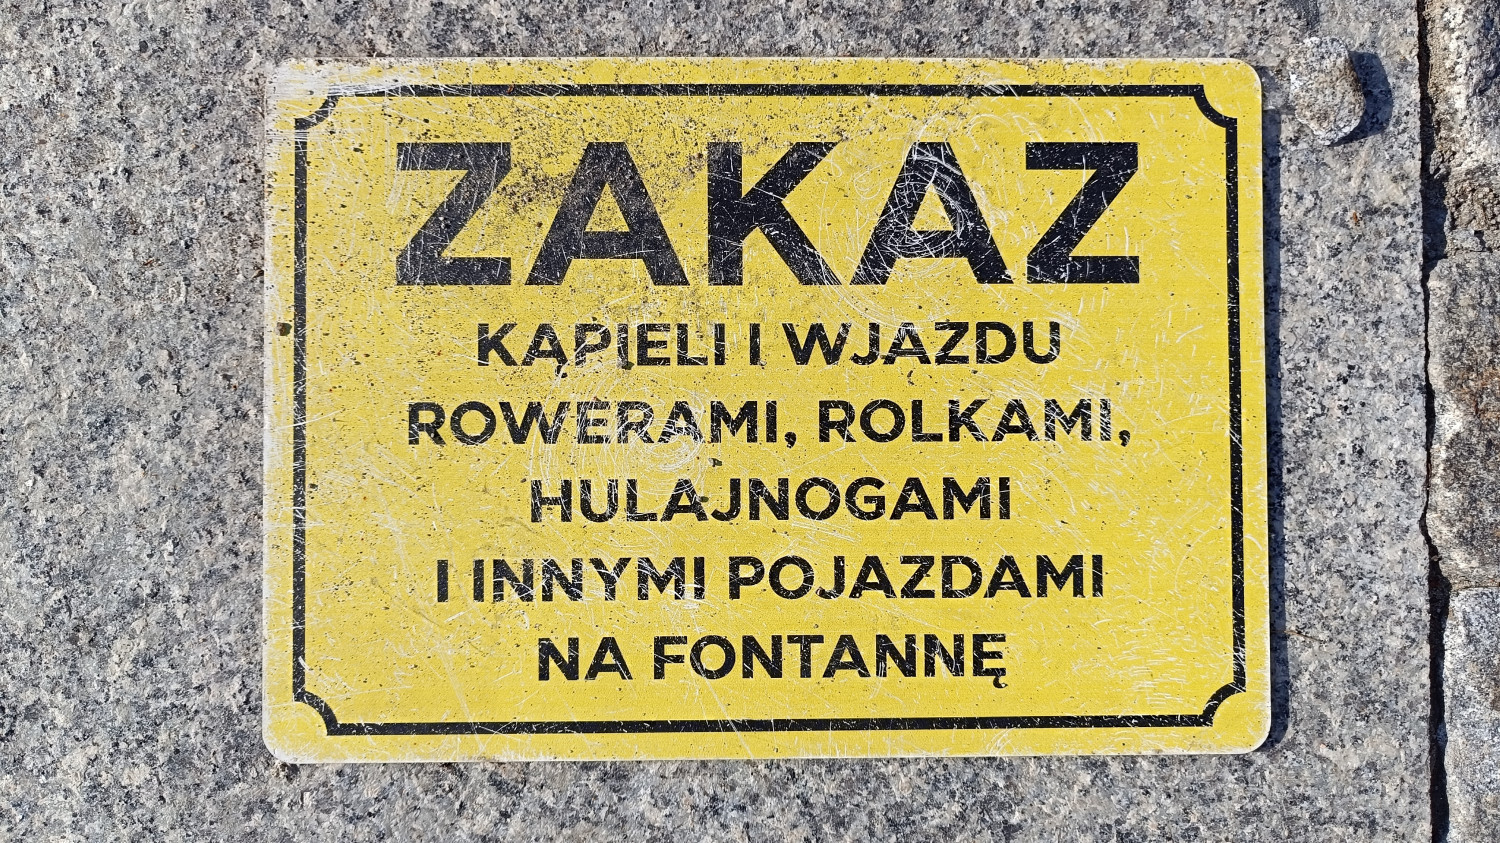 ZAKAZ
KĄPIELI I WJAZDU
ROWERAMI, ROLKAMI,
HULAJNOGAMI
I INNYMI POJAZDAMI
NA FONTANNĘ